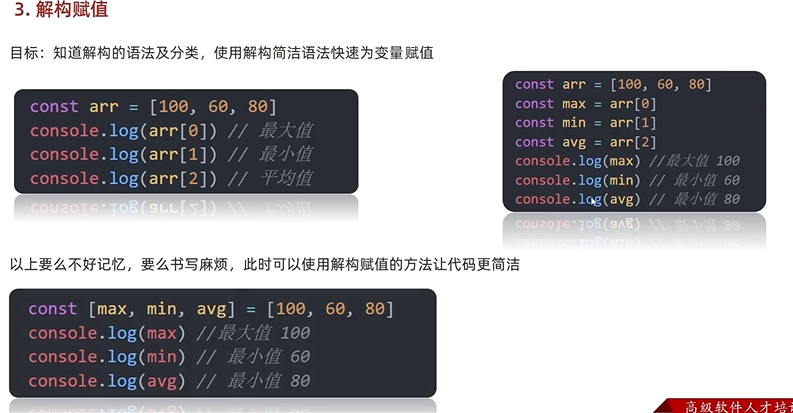 3. 解构赋值
目标：知道解构的语法及分类，使用解构简洁语法快速为变量赋值
const arr = [100, 60, 80]
console.log(arr[0]) // 最大值
console.log(arr[1]) // 最小值
console.log(arr[2]) // 平均值
const arr = [100, 60, 80]
const max = arr[0]
const min = arr[1]
const avg = arr[2]
console.log(max) //最大值 100
console.log(min) // 最小值 60
console.log(avg) // 最小值 80
以上要么不好记忆，要么书写麻烦，此时可以使用解构赋值的方法让代码更简洁
const [max, min, avg] = [100, 60, 80]
console.log(max) //最大值 100
console.log(min) // 最小值 60
console.log(avg) // 最小值 80
高级软件人才培